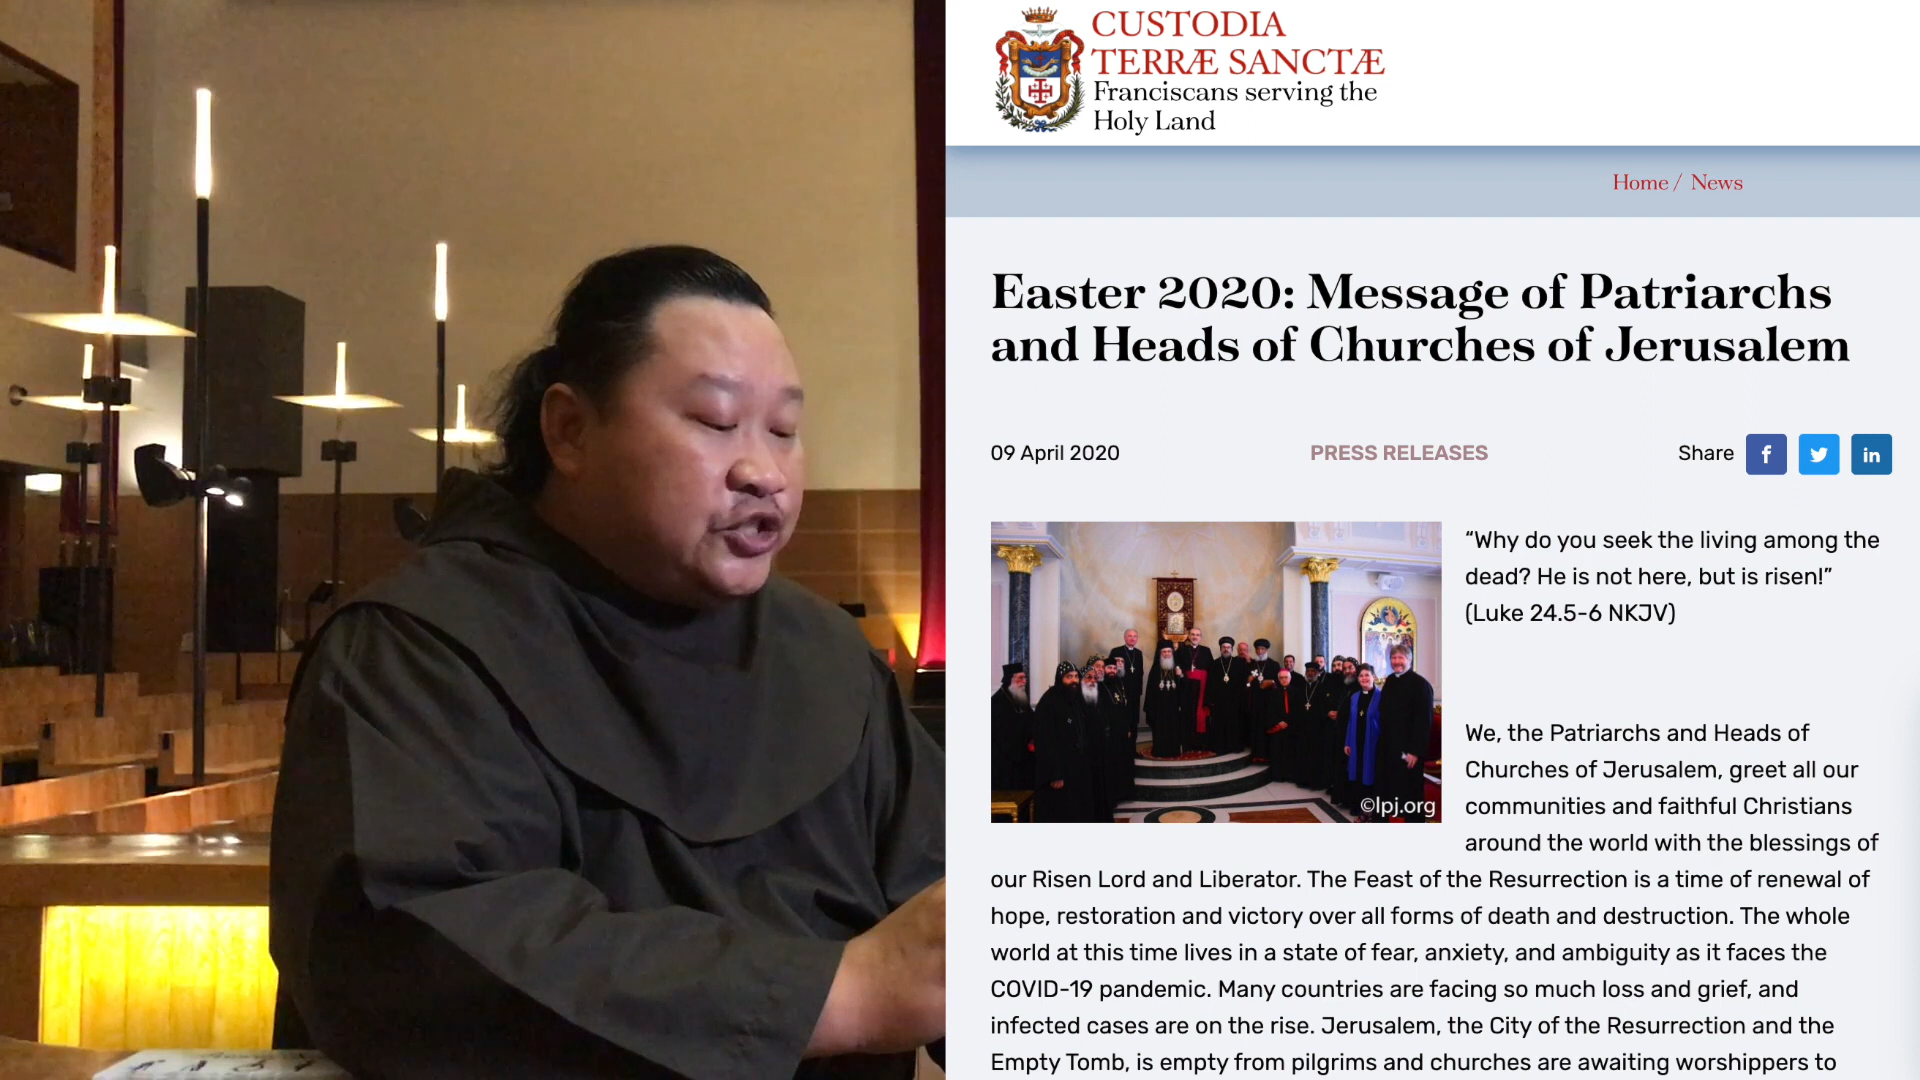 CUSTODIA
TERRÆ SANCTÆ
Franciscans serving the
Holy Land
Home / News
Easter 2020: Message of Patriarchs
and Heads of Churches of Jerusalem
09 April 2020
PRESS RELEASES
Share
“Why do you seek the living among the
dead? He is not here, but is risen!”
(Luke 24.5-6 NKJV)
©lpj.org
We, the Patriarchs and Heads of
Churches of Jerusalem, greet all our
communities and faithful Christians
around the world with the blessings of
our Risen Lord and Liberator. The Feast of the Resurrection is a time of renewal of
hope, restoration and victory over all forms of death and destruction. The whole
world at this time lives in a state of fear, anxiety, and ambiguity as it faces the
COVID-19 pandemic. Many countries are facing so much loss and grief, and
infected cases are on the rise. Jerusalem, the City of the Resurrection and the
Empty Tomb, is empty from pilgrims and churches are awaiting worshippers to